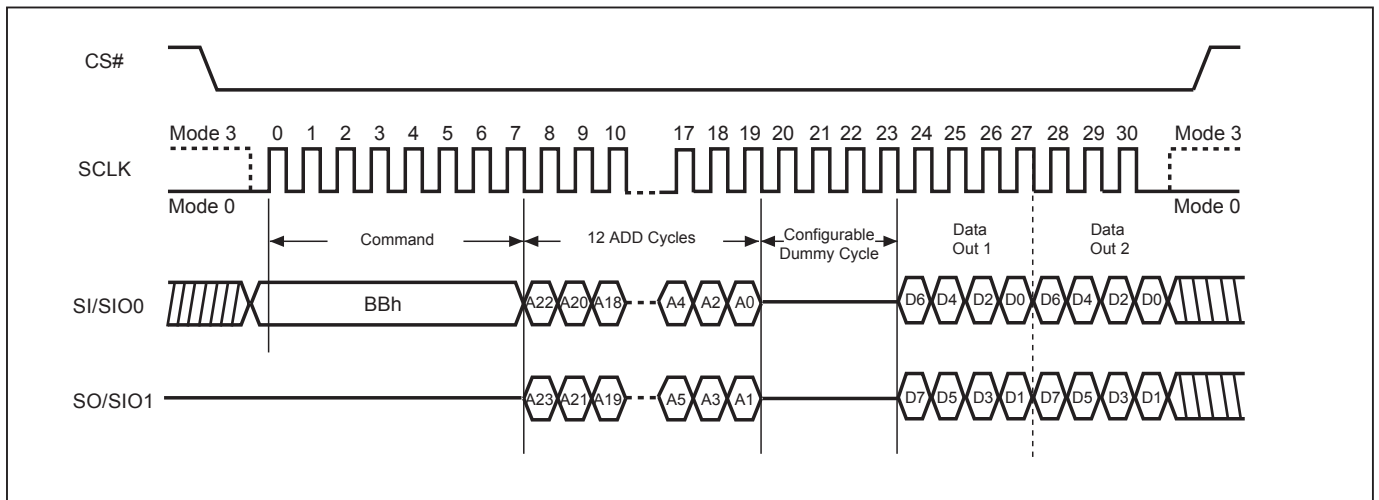 CS#
Mode 3 0 1 2 3 4 5 6 7 8 9 10 17 18 19 20 21 22 23 24 25 26 27 28 29 30 Mode 3
SCLK
Mode 0 Mode 0
Command 12 ADD Cycles Configurable Dummy Cycle Data Out 1 Data Out 2
SI/SIO0 BBh A22 A20 A18 A4 A2 A0 D6 D4 D2 D0 D6 D4 D2 D0
SO/SIO1 A23 A21 A19 A5 A3 A1 D7 D5 D3 D1 D7 D5 D3 D1